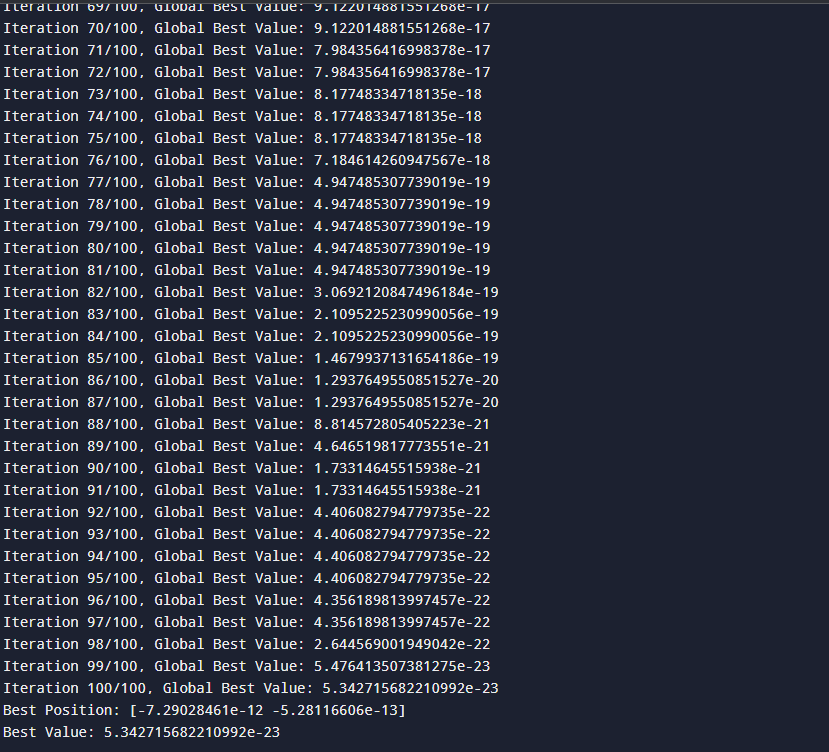 Iteration 69/100, Global Best Value: 9.122014881551268e-17
Iteration 70/100, Global Best Value: 9.122014881551268e-17
Iteration 71/100, Global Best Value: 7.984356416998378e-17
Iteration 72/100, Global Best Value: 7.984356416998378e-17
Iteration 73/100, Global Best Value: 8.17748334718135e-18
Iteration 74/100, Global Best Value: 8.17748334718135e-18
Iteration 75/100, Global Best Value: 8.17748334718135e-18
Iteration 76/100, Global Best Value: 7.184614260947567e-18
Iteration 77/100, Global Best Value: 4.947485307739019e-19
Iteration 78/100, Global Best Value: 4.947485307739019e-19
Iteration 79/100, Global Best Value: 4.947485307739019e-19
Iteration 80/100, Global Best Value: 4.947485307739019e-19
Iteration 81/100, Global Best Value: 4.947485307739019e-19
Iteration 82/100, Global Best Value: 3.0692120847496184e-19
Iteration 83/100, Global Best Value: 2.1095225230990056e-19
Iteration 84/100, Global Best Value: 2.1095225230990056e-19
Iteration 85/100, Global Best Value: 1.4679937131654186e-19
Iteration 86/100, Global Best Value: 1.2937649550851527e-20
Iteration 87/100, Global Best Value: 1.2937649550851527e-20
Iteration 88/100, Global Best Value: 8.814572805405223e-21
Iteration 89/100, Global Best Value: 4.646519817773551e-21
Iteration 90/100, Global Best Value: 1.73314645515938e-21
Iteration 91/100, Global Best Value: 1.73314645515938e-21
Iteration 92/100, Global Best Value: 4.406082794779735e-22
Iteration 93/100, Global Best Value: 4.406082794779735e-22
Iteration 94/100, Global Best Value: 4.406082794779735e-22
Iteration 95/100, Global Best Value: 4.406082794779735e-22
Iteration 96/100, Global Best Value: 4.356189813997457e-22
Iteration 97/100, Global Best Value: 4.356189813997457e-22
Iteration 98/100, Global Best Value: 2.644569001949042e-22
Iteration 99/100, Global Best Value: 5.476413507381275e-23
Iteration 100/100, Global Best Value: 5.342715682210992e-23
Best Position: [-7.29028461e-12 -5.28116606e-13]
Best Value: 5.342715682210992e-23